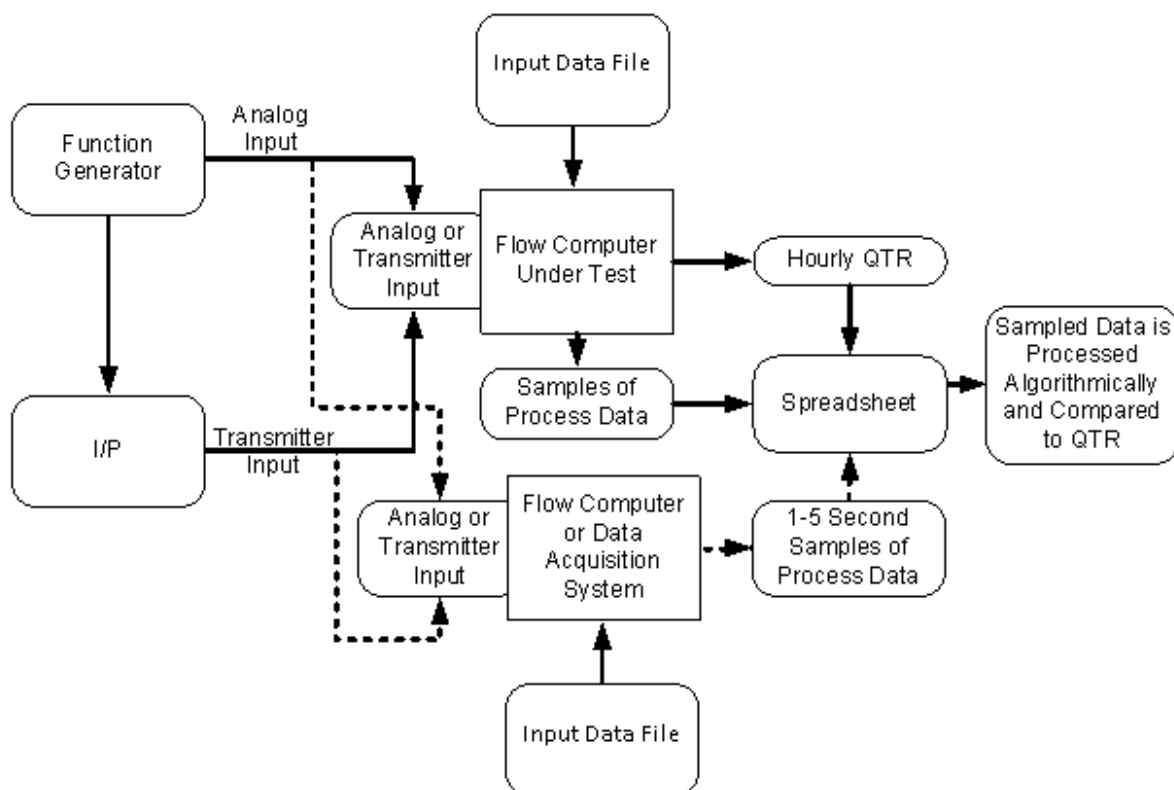 Input Data File
Function
Generator
Analog
Input
Analog or
Transmitter
Input
Flow Computer
Under Test
Hourly QTR
Sampled Data is
Processed
Algorithmically
and Compared
to QTR
Samples of
Process Data
Spreadsheet
I/P
Transmitter
Input
Analog or
Transmitter
Input
Flow Computer
or Data
Acquisition
System
1-5 Second
Samples of
Process Data
Input Data File